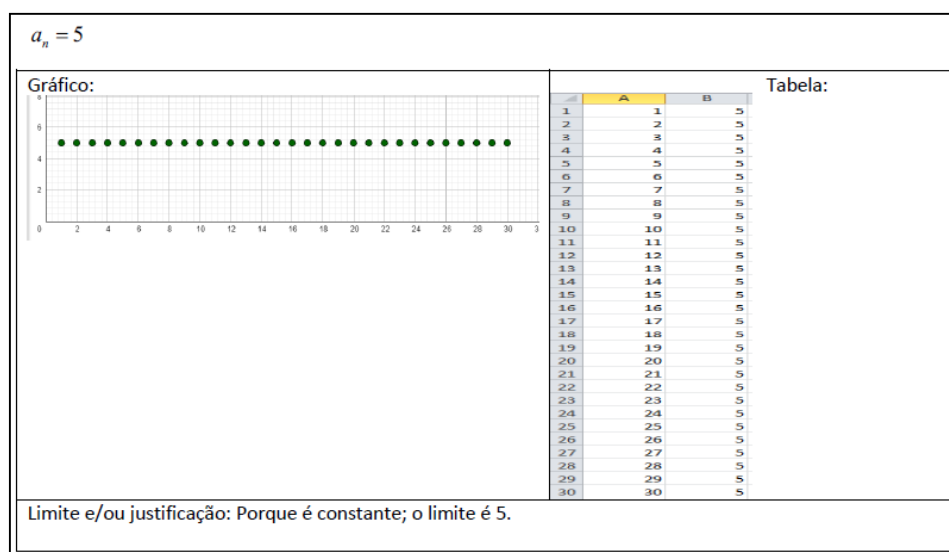 a_n = 5
Gráfico:
8
6
4
2
0 2 4 6 8 10 12 14 16 18 20 22 24 26 28 30 3
Tabela:
A B
1 1 5
2 2 5
3 3 5
4 4 5
5 5 5
6 6 5
7 7 5
8 8 5
9 9 5
10 10 5
11 11 5
12 12 5
13 13 5
14 14 5
15 15 5
16 16 5
17 17 5
18 18 5
19 19 5
20 20 5
21 21 5
22 22 5
23 23 5
24 24 5
25 25 5
26 26 5
27 27 5
28 28 5
29 29 5
30 30 5
Limite e/ou justificação: Porque é constante; o limite é 5.